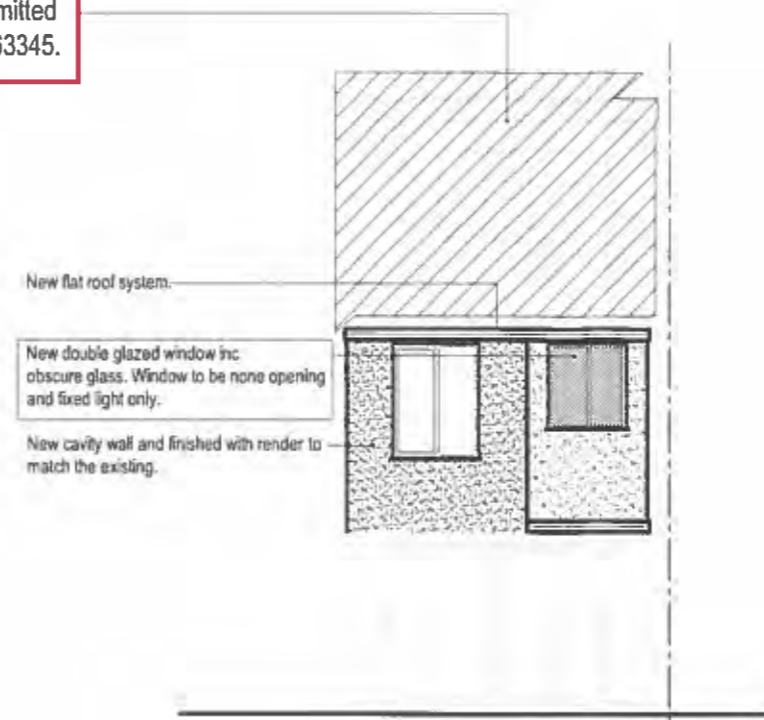 mitted
63345.
New flat roof system.
New double glazed window inc
obscure glass. Window to be none opening
and fixed light only.
New cavity wall and finished with render to
match the existing.